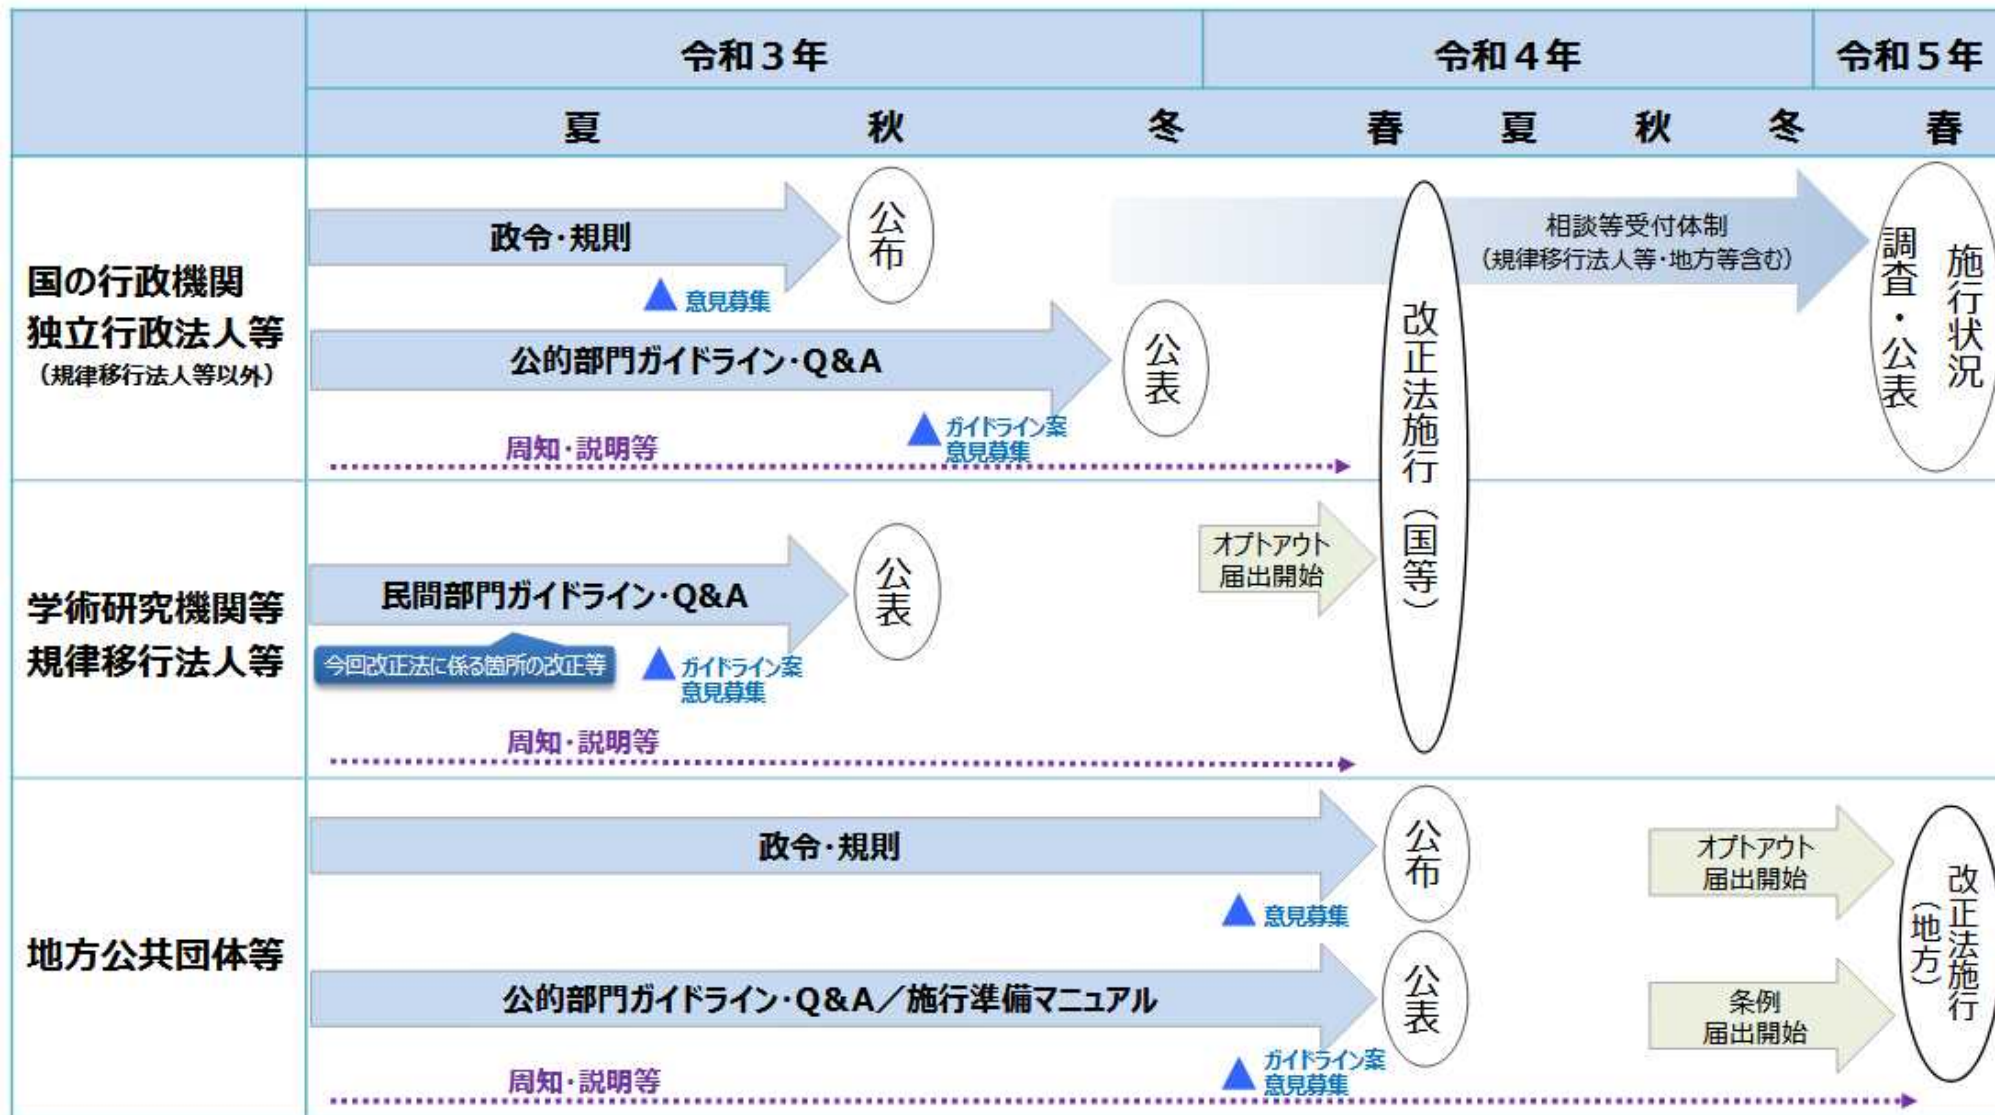 令和3年
令和4年
令和5年
夏
秋
冬
春
夏
秋
冬
春
国の行政機関
独立行政法人等
（規律移行法人等以外）
政令・規則
意見募集
公布
公的部門ガイドライン・Q&A
ガイドライン案
意見募集
公表
周知・説明等
相談等受付体制
（規律移行法人等・地方等含む）
施行状況
調査・公表
改正法施行（国等）
学術研究機関等
規律移行法人等
民間部門ガイドライン・Q&A
今回改正法に係る箇所の改正等
ガイドライン案
意見募集
公表
オプトアウト
届出開始
周知・説明等
地方公共団体等
政令・規則
意見募集
公布
公的部門ガイドライン・Q&A／施行準備マニュアル
ガイドライン案
意見募集
公表
周知・説明等
オプトアウト
届出開始
条例
届出開始
改正法施行
（地方）